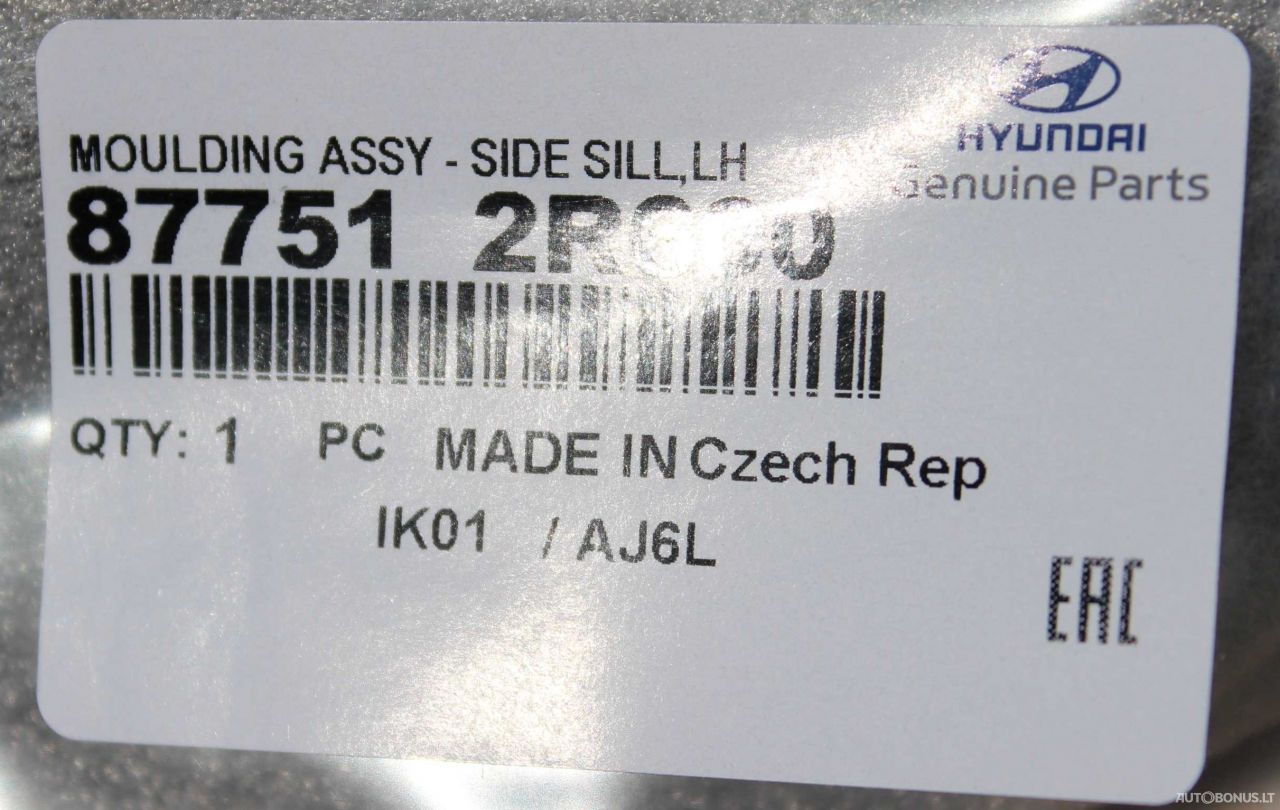 HYUNDAI
Genuine Parts
MOULDING ASSY - SIDE SILL,LH
87751
QTY: 1 PC MADE IN Czech Rep
IK01 / AJ6L
EAC
AUTOBONUS.LT